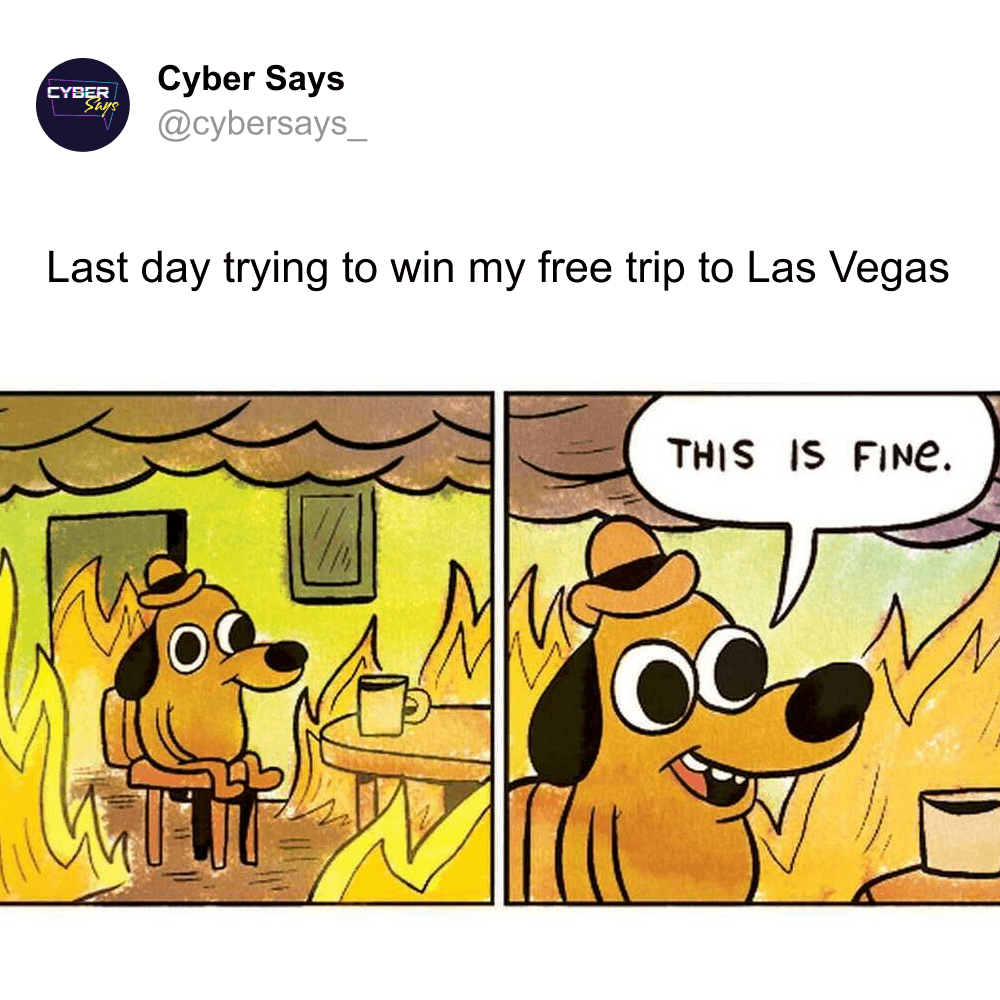 CYBER
Says
Cyber Says
@cybersays_
Last day trying to win my free trip to Las Vegas
THIS IS FINE.